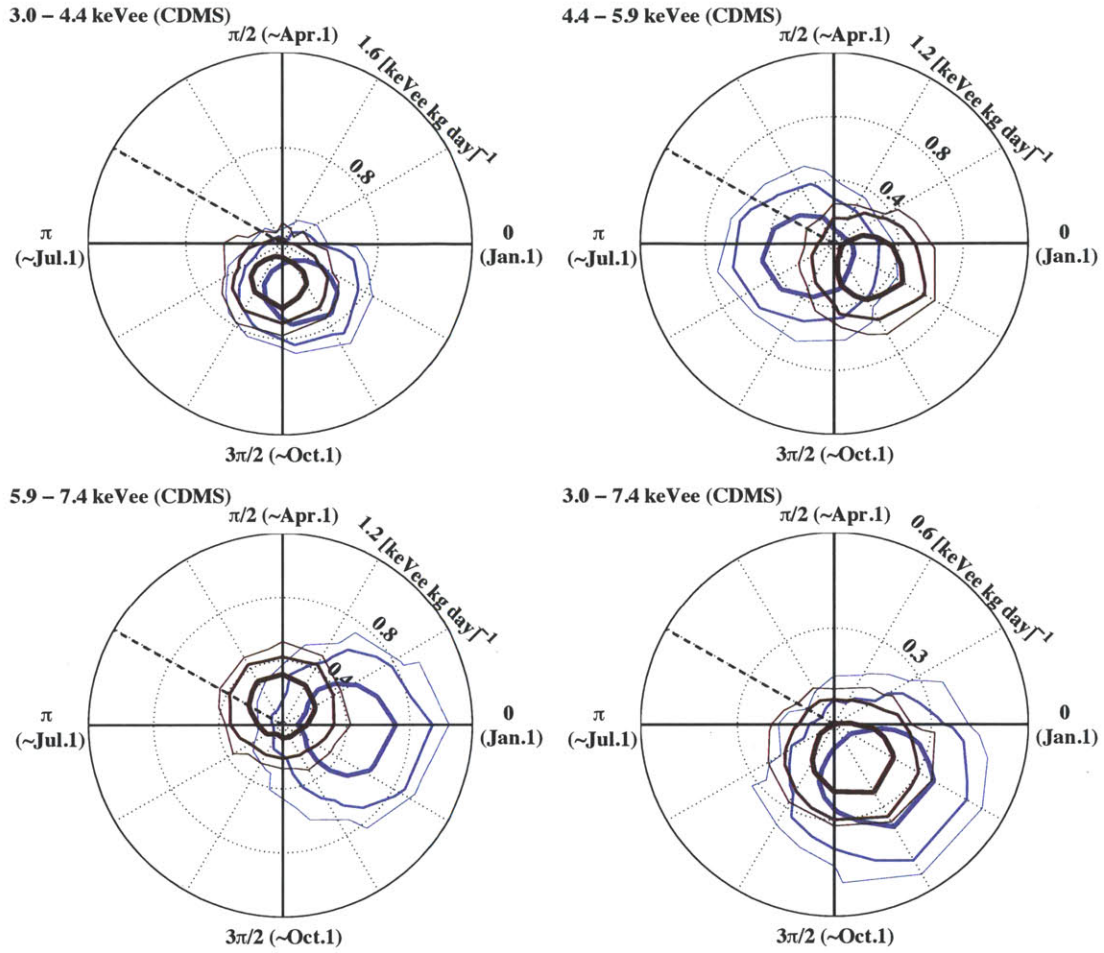 3.0 – 4.4 keVee (CDMS)
π/2 (~Apr.1)
1.6 [keVee kg day]⁻¹
0.8
π
(~Jul.1)
0
(Jan.1)
3π/2 (~Oct.1)
4.4 – 5.9 keVee (CDMS)
π/2 (~Apr.1)
1.2 [keVee kg day]⁻¹
0.8
0.4
π
(~Jul.1)
0
(Jan.1)
3π/2 (~Oct.1)
5.9 – 7.4 keVee (CDMS)
π/2 (~Apr.1)
1.2 [keVee kg day]⁻¹
0.8
0.4
π
(~Jul.1)
0
(Jan.1)
3π/2 (~Oct.1)
3.0 – 7.4 keVee (CDMS)
π/2 (~Apr.1)
0.6 [keVee kg day]⁻¹
0.3
π
(~Jul.1)
0
(Jan.1)
3π/2 (~Oct.1)